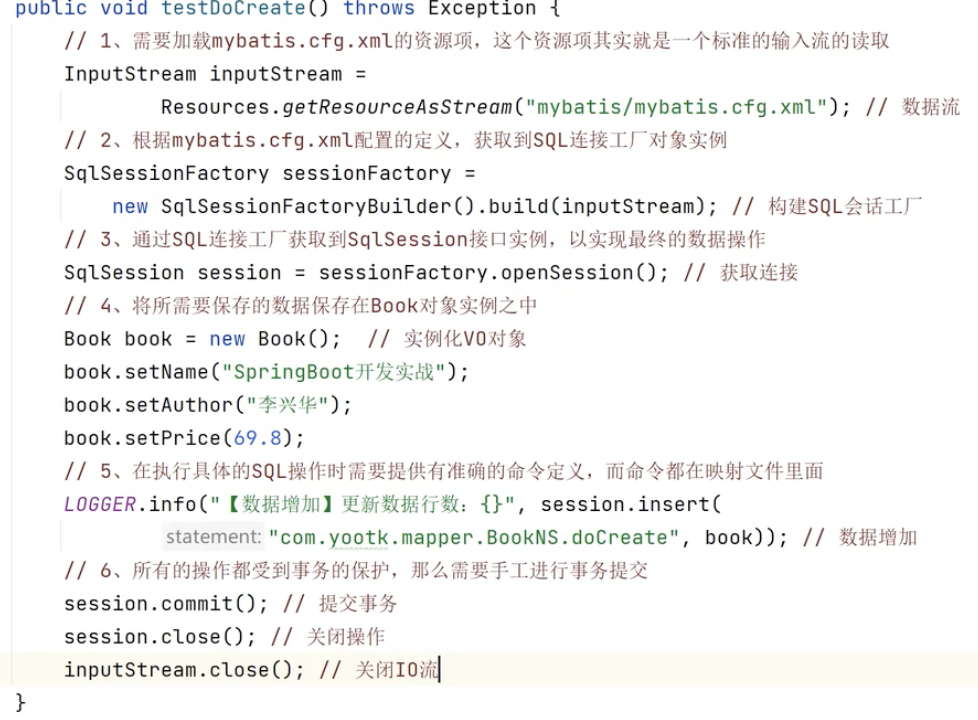 public void testDoCreate() throws Exception {
// 1、需要加载mybatis.cfg.xml的资源项，这个资源项其实就是一个标准的输入流的读取
InputStream inputStream =
Resources.getResourceAsStream("mybatis/mybatis.cfg.xml"); // 数据流
// 2、根据mybatis.cfg.xml配置的定义，获取到SQL连接工厂对象实例
SqlSessionFactory sessionFactory =
new SqlSessionFactoryBuilder().build(inputStream); // 构建SQL会话工厂
// 3、通过SQL连接工厂获取到SqlSession接口实例，以实现最终的数据操作
SqlSession session = sessionFactory.openSession(); // 获取连接
// 4、将所需要保存的数据保存在Book对象实例之中
Book book = new Book();  // 实例化VO对象
book.setName("SpringBoot开发实战");
book.setAuthor("李兴华");
book.setPrice(69.8);
// 5、在执行具体的SQL操作时需要提供有准确的命令定义，而命令都在映射文件里面
LOGGER.info("【数据增加】更新数据行数：{}", session.insert(
statement: "com.yootk.mapper.BookNS.doCreate", book)); // 数据增加
// 6、所有的操作都受到事务的保护，那么需要手工进行事务提交
session.commit(); // 提交事务
session.close(); // 关闭操作
inputStream.close(); // 关闭IO流
}